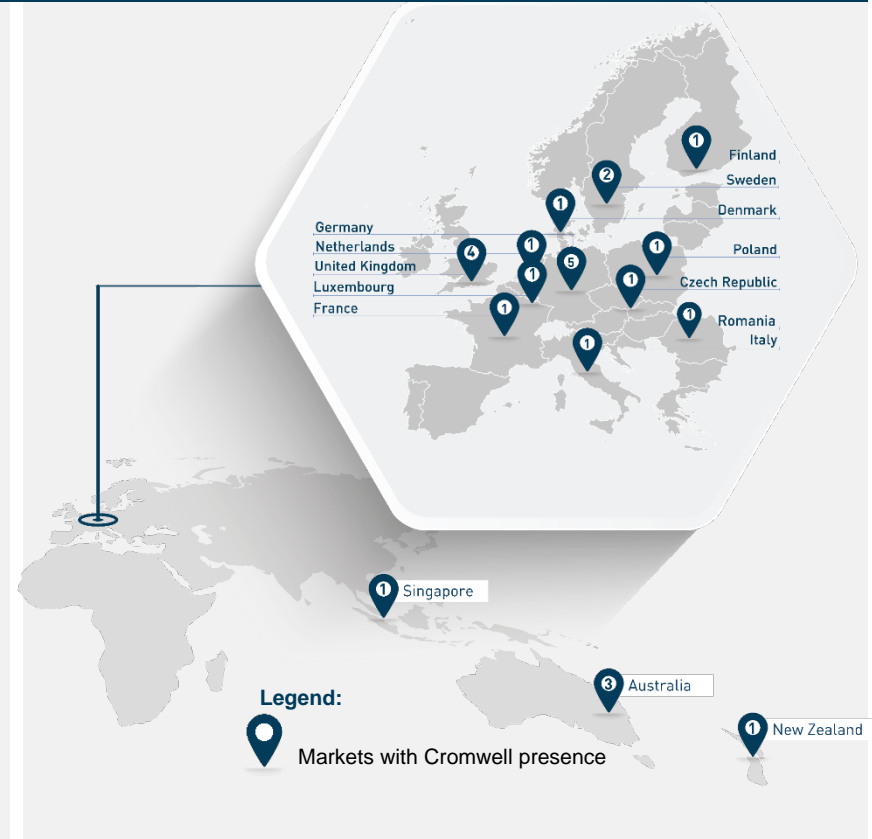 1
Finland
2
Sweden
1
Denmark
Germany
Netherlands
1
1
Poland
4
United Kingdom
5
1
Czech Republic
Luxembourg
1
France
1
1
Romania
Italy
1
1
Singapore
3
Australia
Legend:
1
New Zealand
Markets with Cromwell presence